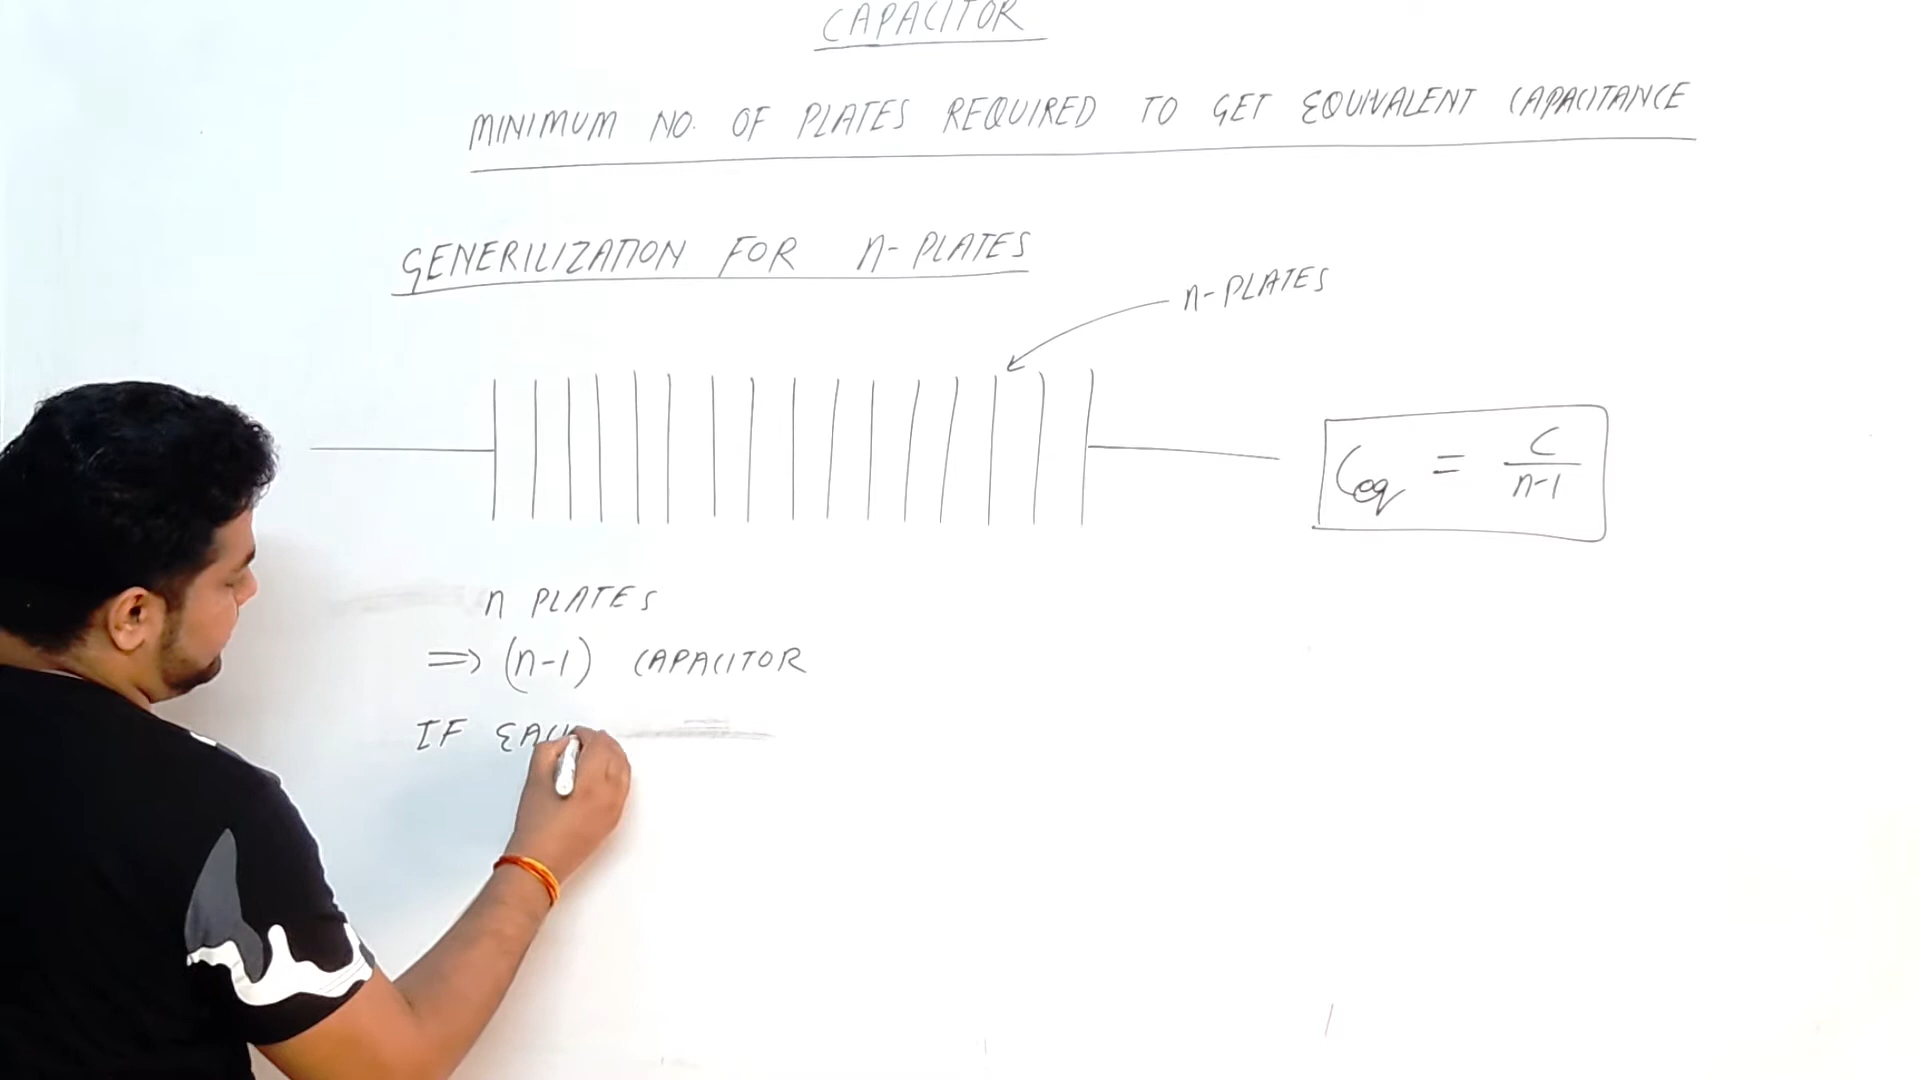 CAPACITOR
MINIMUM NO. OF PLATES REQUIRED TO GET EQUIVALENT CAPACITANCE
GENERILIZATION FOR n-PLATES
n-PLATES
Ceq = C/n-1
n PLATES
⇒ (n-1) CAPACITOR
IF EACH